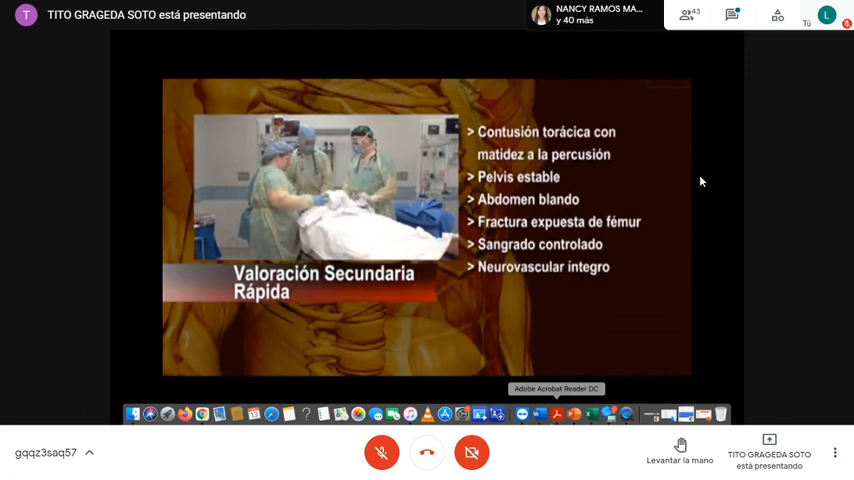 T
TITO GRAGEDA SOTO está presentando
NANCY RAMOS MA...
y 40 más
43
Tú
L
> Contusión torácica con
matidez a la percusión
> Pelvis estable
> Abdomen blando
> Fractura expuesta de fémur
> Sangrado controlado
> Neurovascular íntegro
Valoración Secundaria
Rápida
Adobe Acrobat Reader DC
gqqz3saq57
Levantar la mano
TITO GRAGEDA SOTO
está presentando